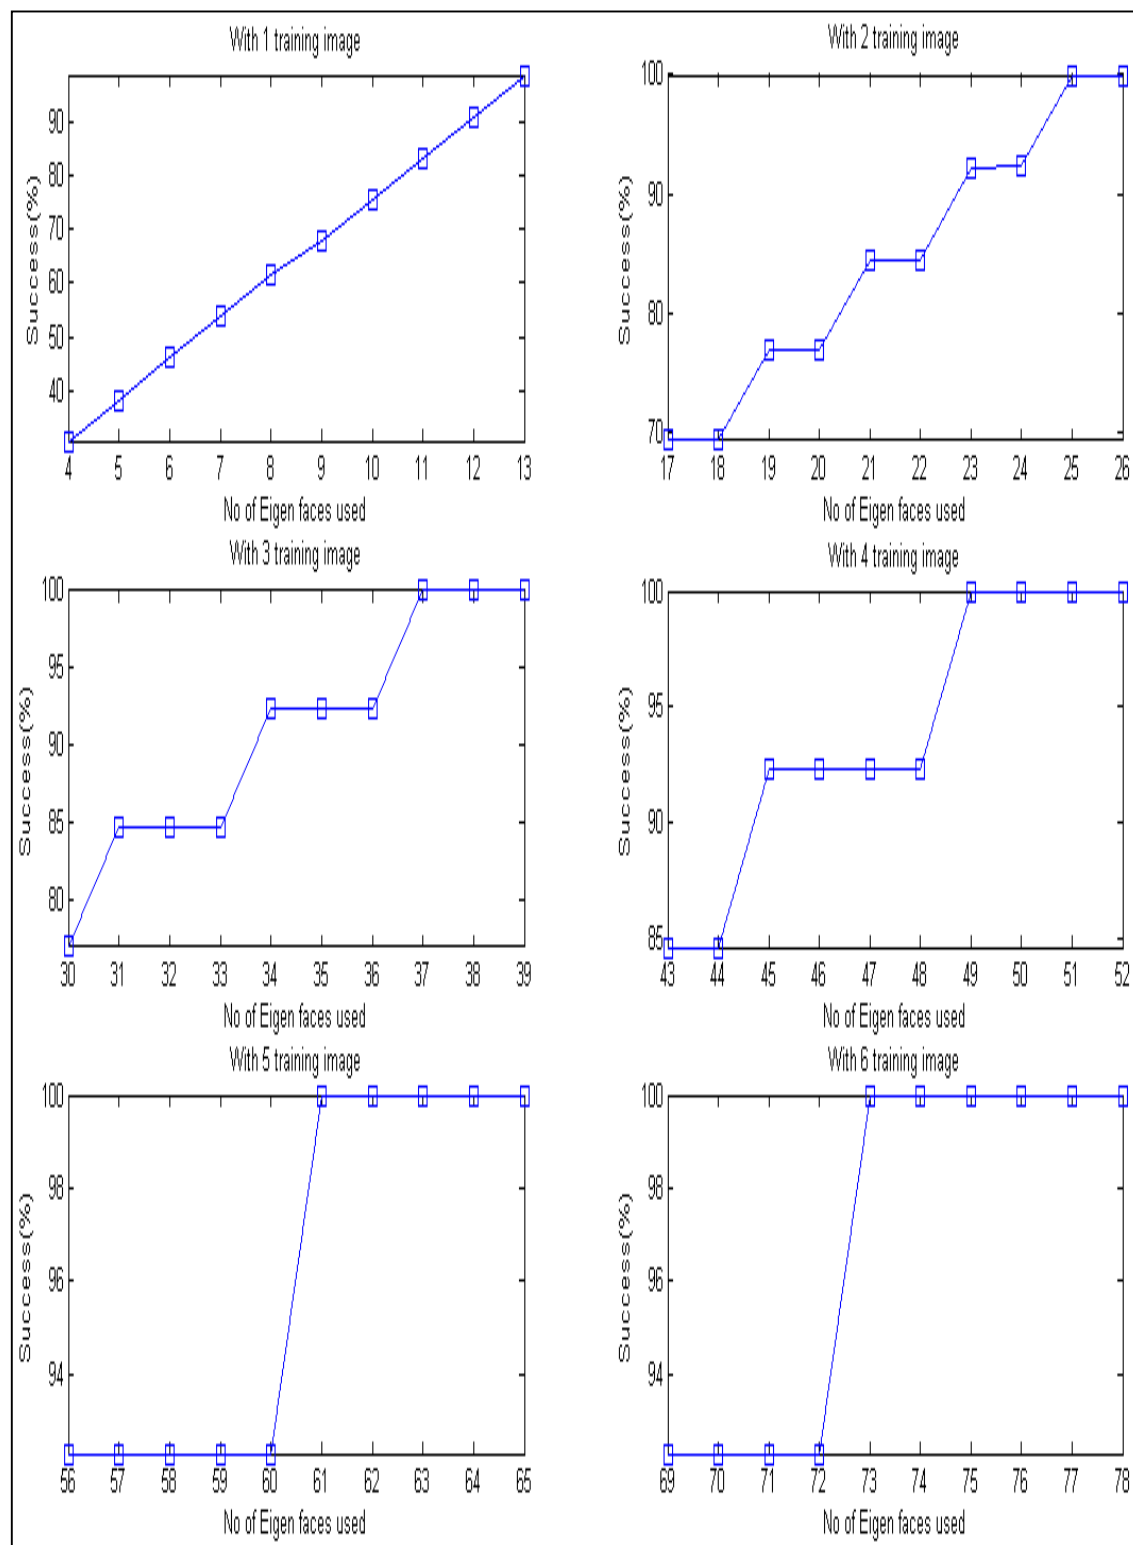 With 1 training image
Success(%)
90
80
70
60
50
40
4 5 6 7 8 9 10 11 12 13
No of Eigen faces used
With 2 training image
Success(%)
100
90
80
70
17 18 19 20 21 22 23 24 25 26
No of Eigen faces used
With 3 training image
Success(%)
100
95
90
85
80
30 31 32 33 34 35 36 37 38 39
No of Eigen faces used
With 4 training image
Success(%)
100
95
90
85
43 44 45 46 47 48 49 50 51 52
No of Eigen faces used
With 5 training image
Success(%)
100
98
96
94
56 57 58 59 60 61 62 63 64 65
No of Eigen faces used
With 6 training image
Success(%)
100
98
96
94
69 70 71 72 73 74 75 76 77 78
No of Eigen faces used